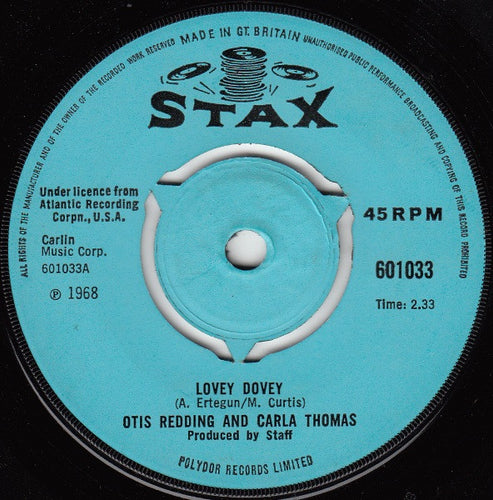 MADE IN GT. BRITAIN
ALL RIGHTS OF THE MANUFACTURER AND OF THE OWNER OF THE RECORDED WORK RESERVED UNAUTHORISED PUBLIC PERFORMANCE BROADCASTING AND COPYING OF THIS RECORD PROHIBITED
STAX
Under licence from
Atlantic Recording
Corpn., U.S.A.
Carlin
Music Corp.
601033A
℗ 1968
45 RPM
601033
Time: 2.33
LOVEY DOVEY
(A. Ertegun/M. Curtis)
OTIS REDDING AND CARLA THOMAS
Produced by Staff
POLYDOR RECORDS LIMITED